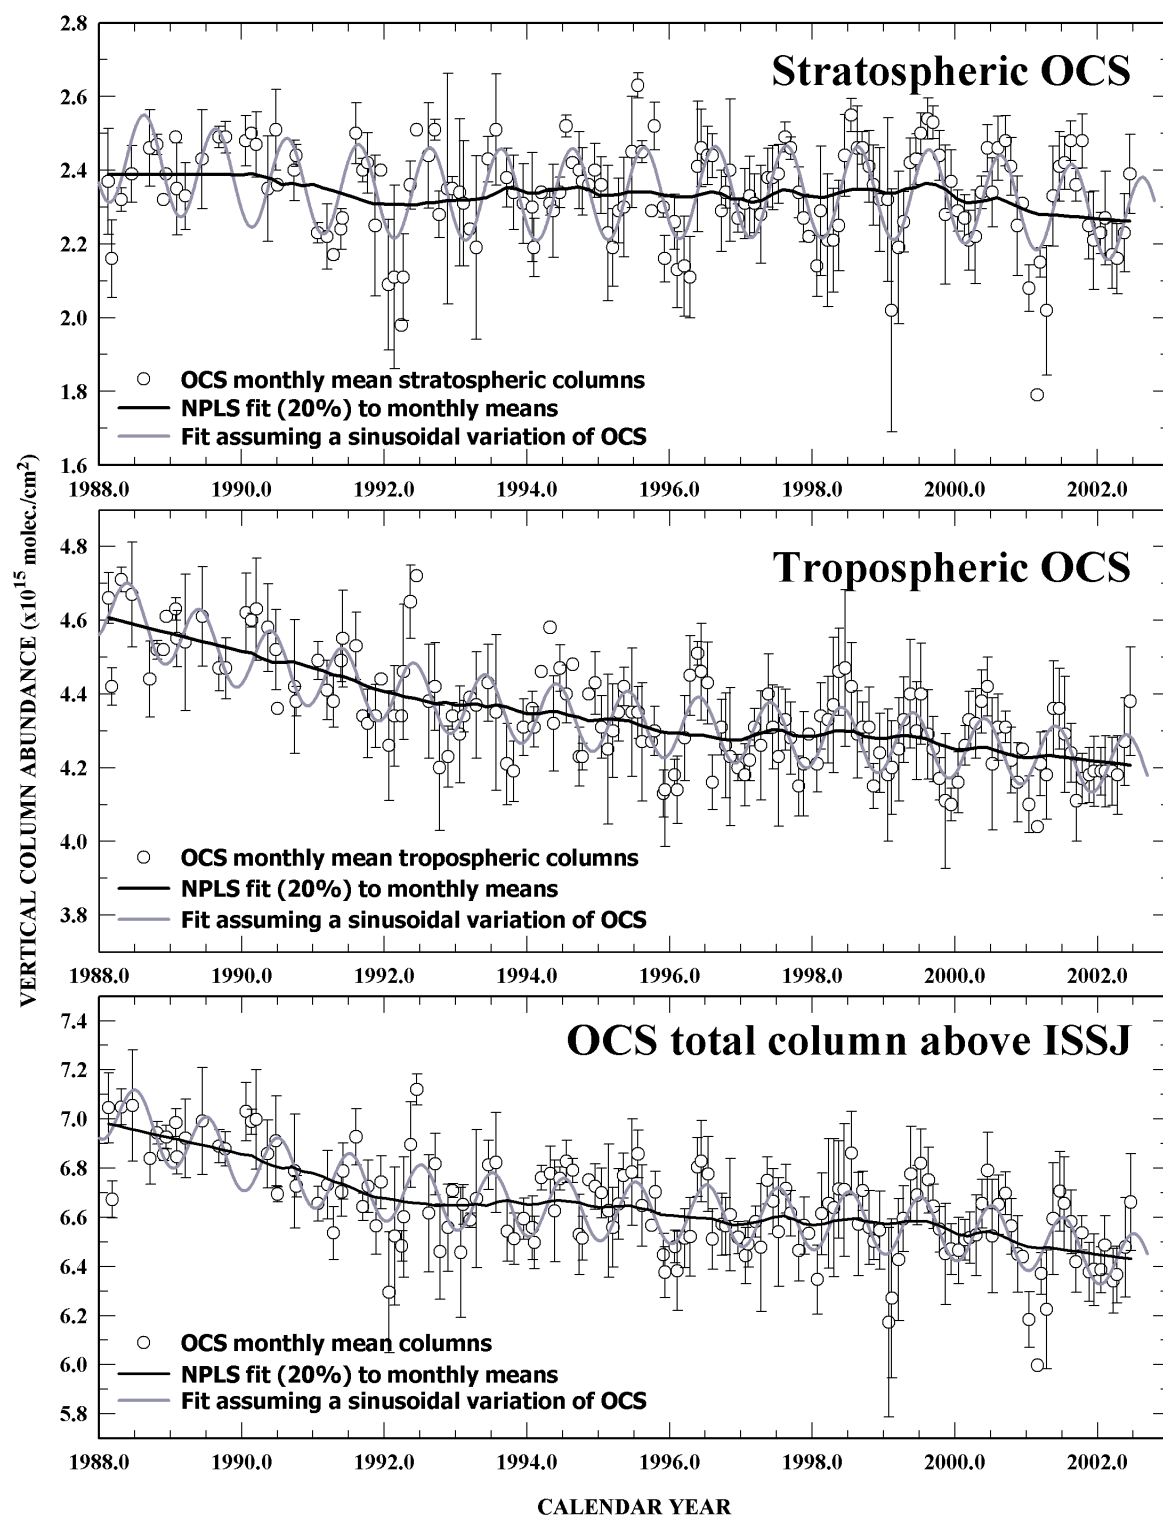 VERTICAL COLUMN ABUNDANCE (x10¹⁵ molec./cm²)
2.8
2.6
2.4
2.2
2.0
1.8
1.6
Stratospheric OCS
OCS monthly mean stratospheric columns
NPLS fit (20%) to monthly means
Fit assuming a sinusoidal variation of OCS
1988.0 1990.0 1992.0 1994.0 1996.0 1998.0 2000.0 2002.0
4.8
4.6
4.4
4.2
4.0
3.8
Tropospheric OCS
OCS monthly mean tropospheric columns
NPLS fit (20%) to monthly means
Fit assuming a sinusoidal variation of OCS
1988.0 1990.0 1992.0 1994.0 1996.0 1998.0 2000.0 2002.0
7.4
7.2
7.0
6.8
6.6
6.4
6.2
6.0
5.8
OCS total column above ISSJ
OCS monthly mean columns
NPLS fit (20%) to monthly means
Fit assuming a sinusoidal variation of OCS
1988.0 1990.0 1992.0 1994.0 1996.0 1998.0 2000.0 2002.0
CALENDAR YEAR